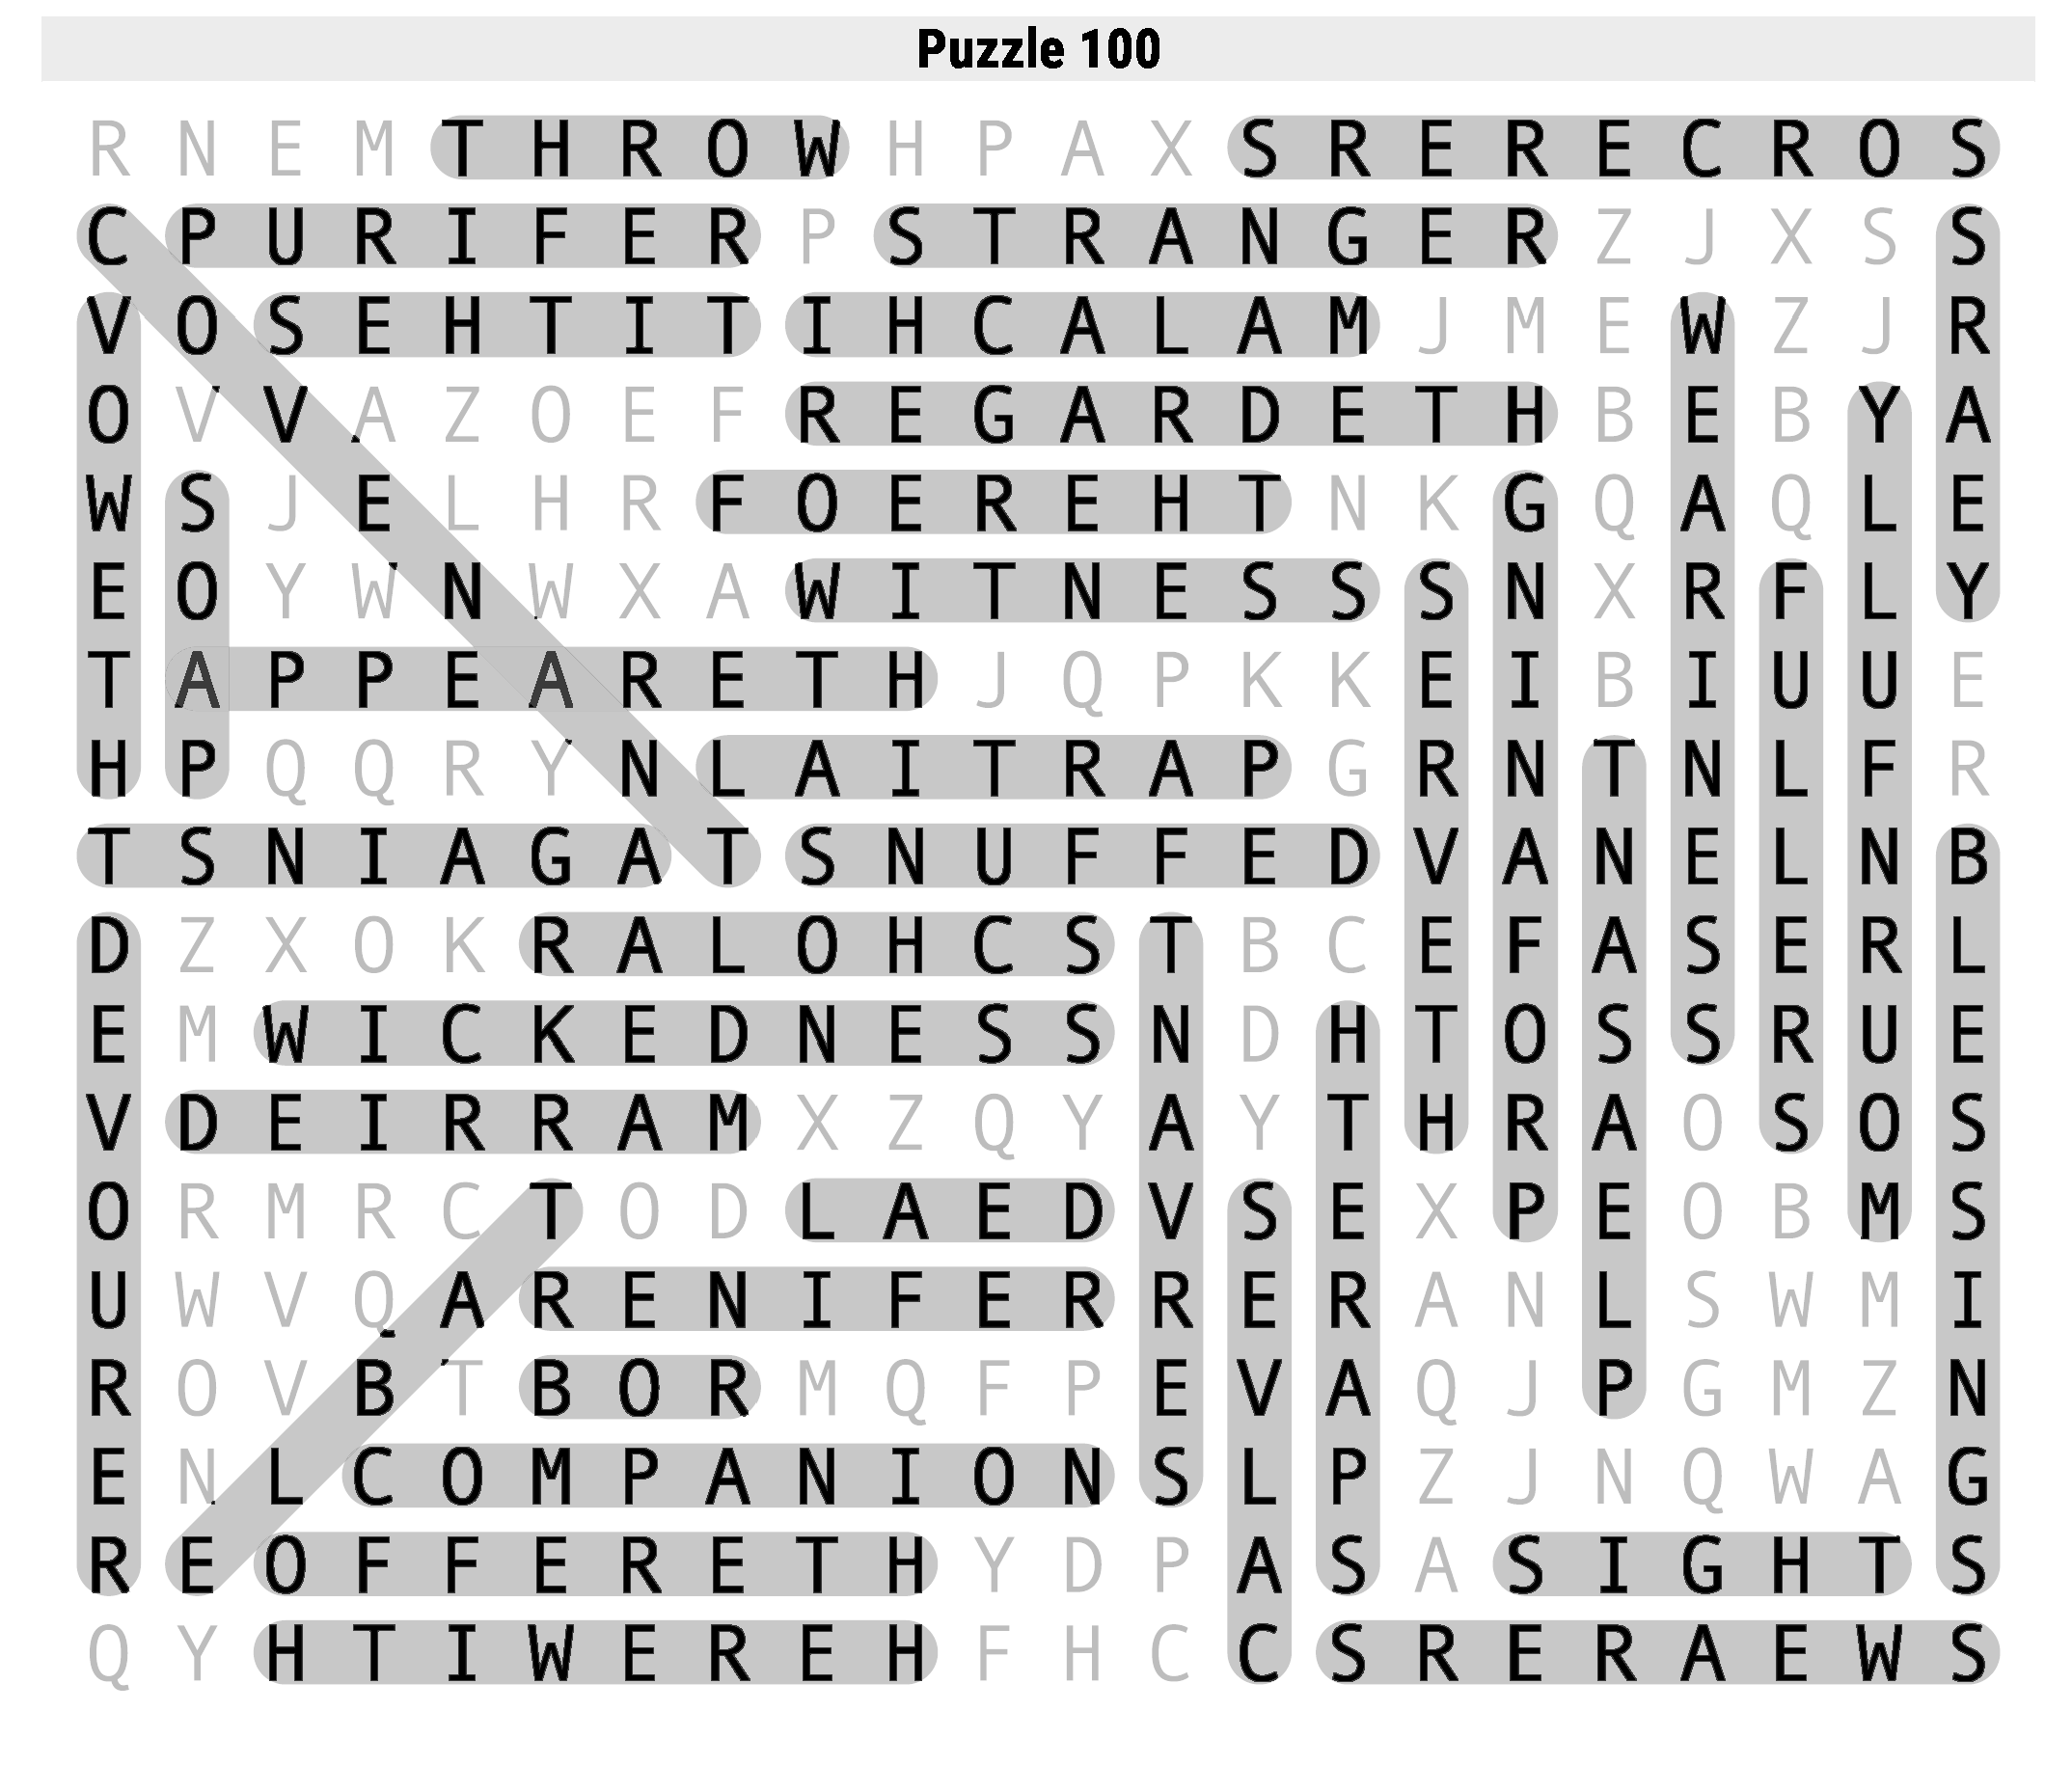 Puzzle 100
R N E M T H R O W H P A X S R E R E C R O S
C P U R I F E R P S T R A N G E R Z J X S S
V O S E H T I T I H C A L A M J M E W Z J R
O V V A Z O E F R E G A R D E T H B E B Y A
W S J E L H R F O E R E H T N K G Q A Q L E
E O Y W N W X A W I T N E S S S N X R F L Y
T A P P E A R E T H J Q P K K E I B I U U E
H P Q Q R Y N L A I T R A P G R N T N L F R
T S N I A G A T S N U F F E D V A N E L N B
D Z X O K R A L O H C S T B C E F A S E R L
E M W I C K E D N E S S N D H T O S S R U E
V D E I R R A M X Z Q Y A Y T H R A O S O S
O R M R C T O D L A E D V S E X P E O B M S
U W V Q A R E N I F E R R E R A N L S W M I
R O V B T B O R M Q F P E V A Q J P G M Z N
E N L C O M P A N I O N S L P Z J N Q W A G
R E O F F E R E T H Y D P A S A S I G H T S
Q Y H T I W E R E H F H C C S R E R A E W S